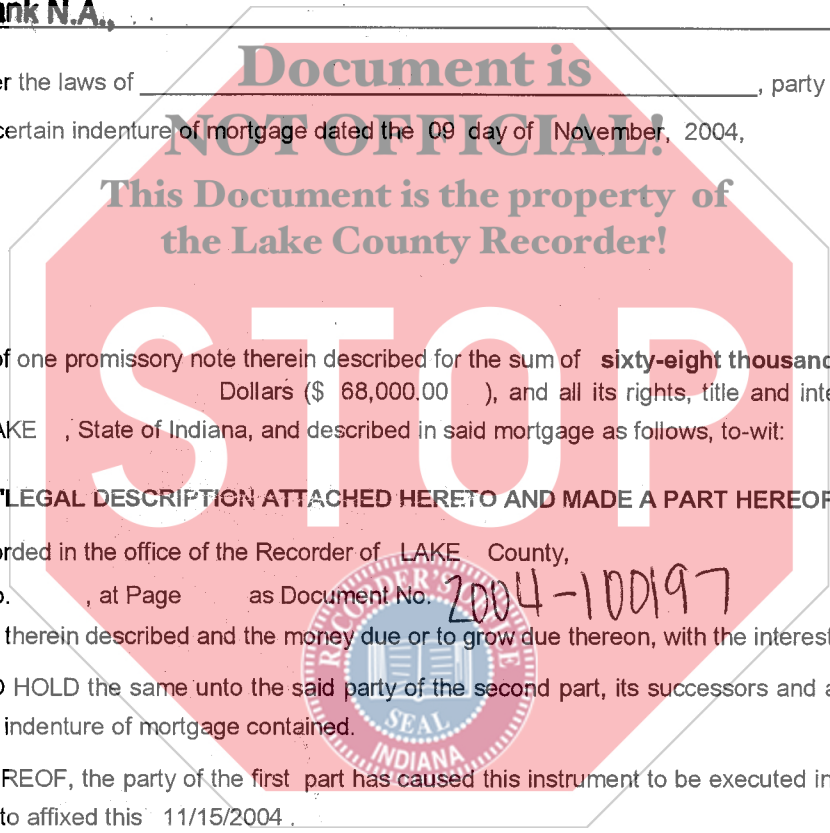 ank N.A.,
er the laws of , party
certain indenture of mortgage dated the 09 day of November, 2004,
Document is
NOT OFFICIAL!
This Document is the property of
the Lake County Recorder!
STOP
of one promissory note therein described for the sum of sixty-eight thousand
Dollars ($ 68,000.00 ), and all its rights, title and inte
AKE , State of Indiana, and described in said mortgage as follows, to-wit:
"LEGAL DESCRIPTION ATTACHED HERETO AND MADE A PART HEREOF
orded in the office of the Recorder of LAKE County,
o. , at Page as Document No. 2004-100197
therein described and the money due or to grow due thereon, with the interest
O HOLD the same unto the said party of the second part, its successors and a
indenture of mortgage contained.
REOF, the party of the first part has caused this instrument to be executed in
to affixed this 11/15/2004 .
RECORDER'S OFFICE
SEAL
INDIANA